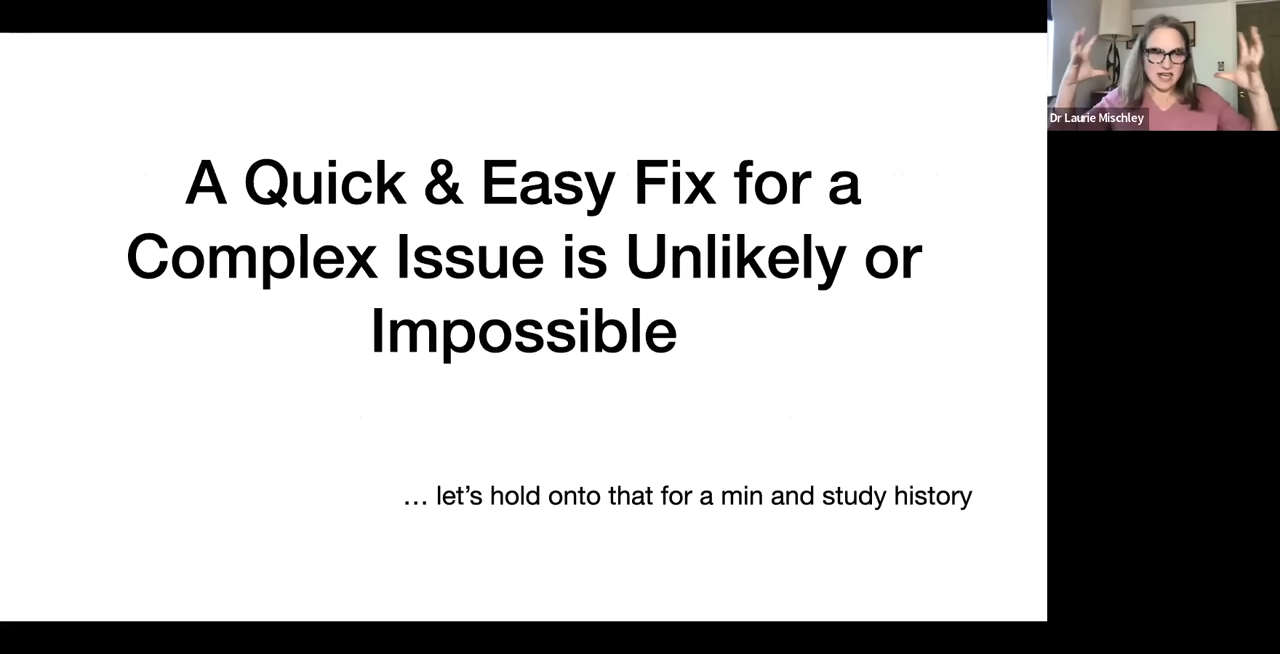 A Quick & Easy Fix for a
Complex Issue is Unlikely or
Impossible
… let’s hold onto that for a min and study history
Dr Laurie Mischley